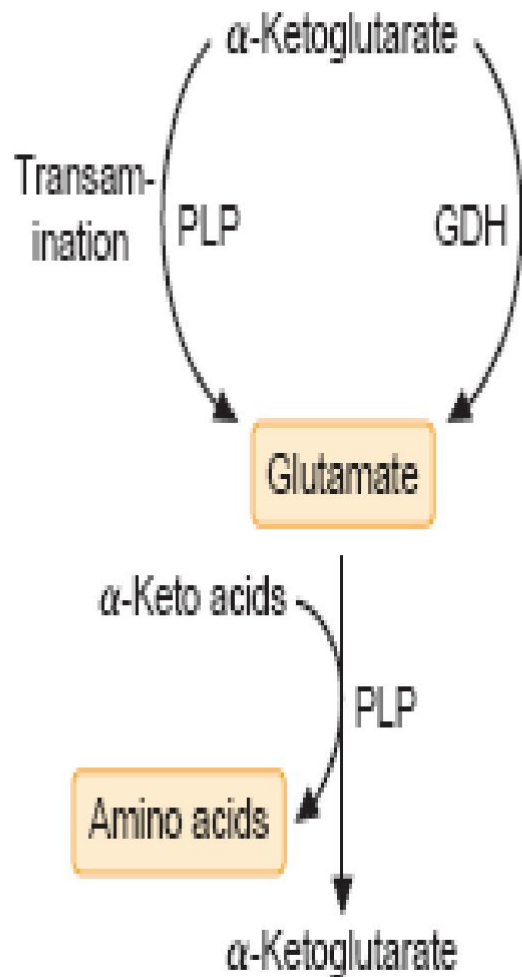 α-Ketoglutarate
Transam-
ination
PLP
GDH
Glutamate
α-Keto acids
PLP
Amino acids
α-Ketoglutarate